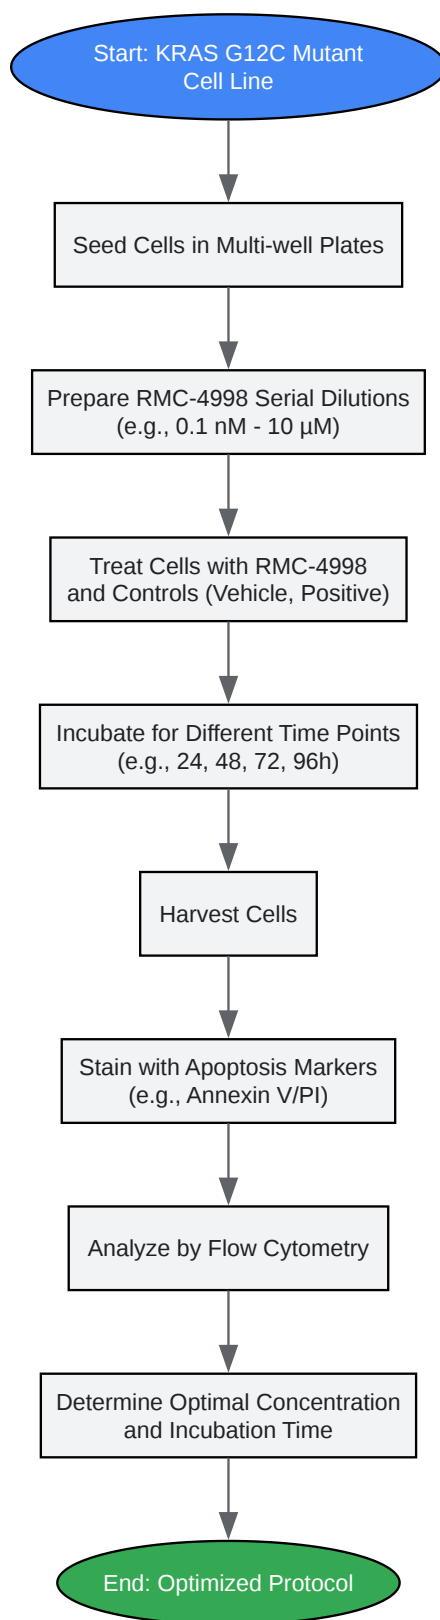 Start: KRAS G12C Mutant
Cell Line
Seed Cells in Multi-well Plates
Prepare RMC-4998 Serial Dilutions
(e.g., 0.1 nM - 10 µM)
Treat Cells with RMC-4998
and Controls (Vehicle, Positive)
Incubate for Different Time Points
(e.g., 24, 48, 72, 96h)
Harvest Cells
Stain with Apoptosis Markers
(e.g., Annexin V/PI)
Analyze by Flow Cytometry
Determine Optimal Concentration
and Incubation Time
End: Optimized Protocol